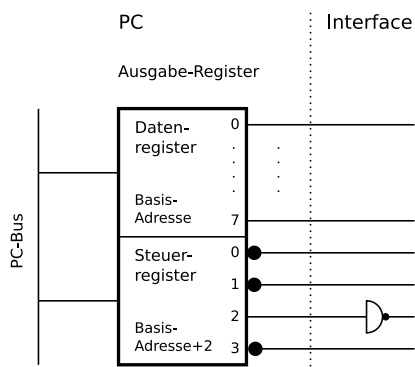 PC
Interface
Ausgabe-Register
Daten-
register
0
Basis-
Adresse
7
PC-Bus
Steuer-
register
0
1
2
Basis-
Adresse+2
3